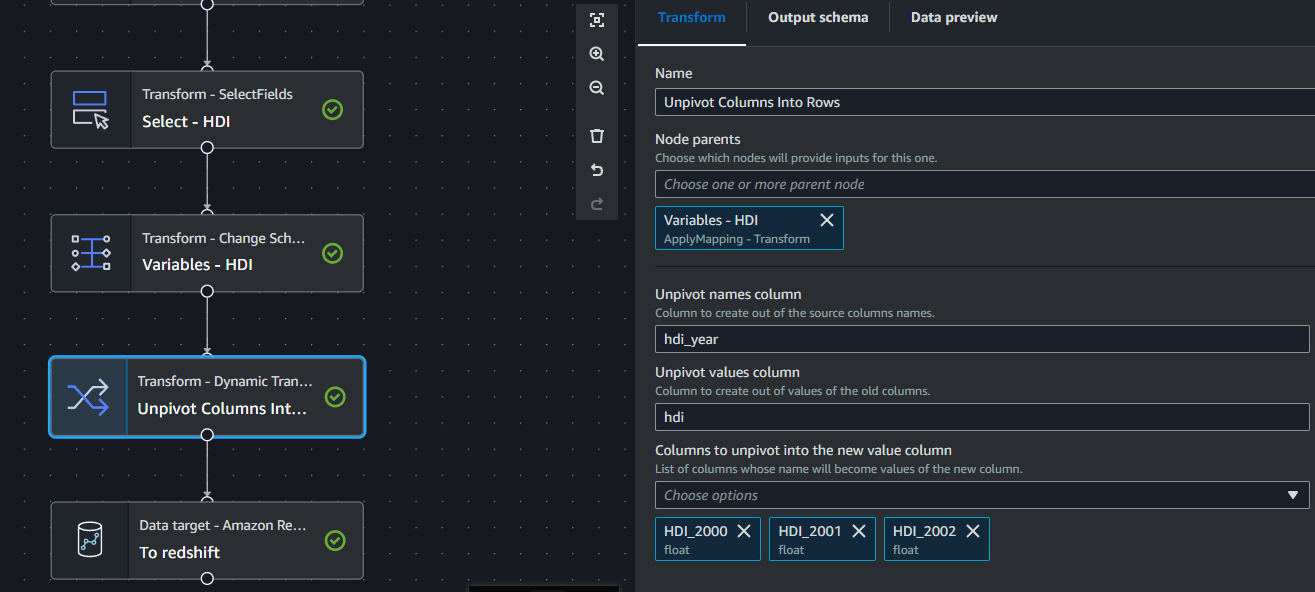 Transform - SelectFields
Select - HDI
Transform - Change Sch...
Variables - HDI
Transform - Dynamic Tran...
Unpivot Columns Int...
Data target - Amazon Re...
To redshift
Transform
Output schema
Data preview
Name
Unpivot Columns Into Rows
Node parents
Choose which nodes will provide inputs for this one.
Choose one or more parent node
Variables - HDI
ApplyMapping - Transform
Unpivot names column
Column to create out of the source columns names.
hdi_year
Unpivot values column
Column to create out of values of the old columns.
hdi
Columns to unpivot into the new value column
List of columns whose name will become values of the new column.
Choose options
HDI_2000
float
HDI_2001
float
HDI_2002
float